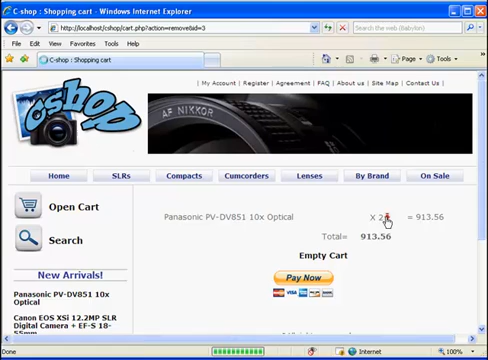 C-shop : Shopping cart - Windows Internet Explorer
http://localhost/cshop/cart.php?action=remove&id=3
Search the web (Babylon)
File Edit View Favorites Tools Help
C-shop : Shopping cart
Page Tools
| My Account | Register | Agreement | FAQ | About us | Site Map | Contact Us |
cshop
AF NIKKOR
Home SLRs Compacts Cumcorders Lenses By Brand On Sale
Open Cart
Panasonic PV-DV851 10x Optical X 2 = 913.56
Total= 913.56
Search
Empty Cart
Pay Now
VISA
New Arrivals!
Panasonic PV-DV851 10x
Optical
Canon EOS XSi 12.2MP SLR
Digital Camera + EF-S 18-
55mm
Done
Internet
100%